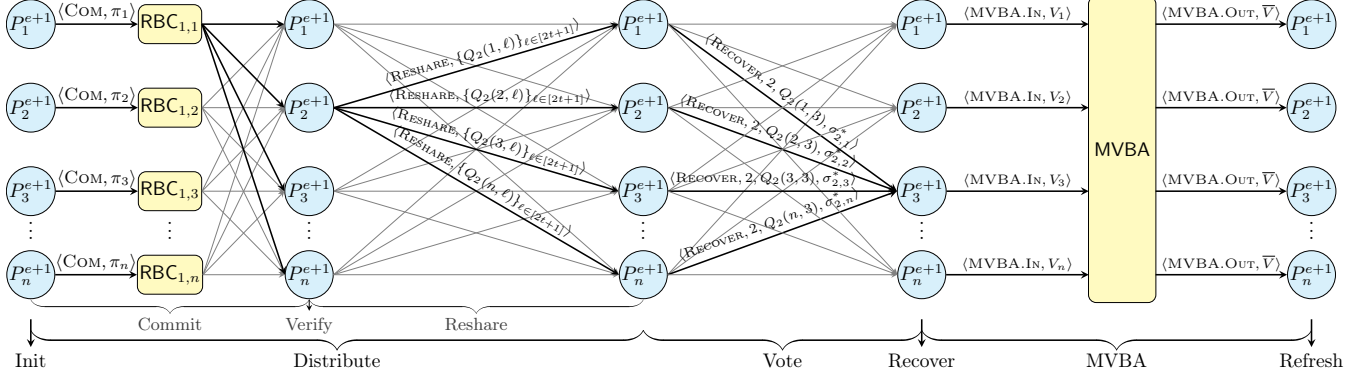 P_1^{e+1} ⟨COM, π_1⟩ RBC_{1,1} P_1^{e+1} P_1^{e+1} P_1^{e+1} ⟨MVBA.IN, V_1⟩ ⟨MVBA.OUT, V̅⟩ P_1^{e+1}
⟨RESHARE, {Q_2(1, ℓ)}_{ℓ∈[2t+1]}⟩
⟨RECOVER, 2, Q_2(1, 3), σ*_{2,1}⟩
P_2^{e+1} ⟨COM, π_2⟩ RBC_{1,2} P_2^{e+1} ⟨RESHARE, {Q_2(2, ℓ)}_{ℓ∈[2t+1]}⟩ P_2^{e+1} P_2^{e+1} ⟨MVBA.IN, V_2⟩ ⟨MVBA.OUT, V̅⟩ P_2^{e+1}
⟨RESHARE, {Q_2(3, ℓ)}_{ℓ∈[2t+1]}⟩
⟨RECOVER, 2, Q_2(2, 3), σ*_{2,2}⟩
MVBA
⟨RESHARE, {Q_2(n, ℓ)}_{ℓ∈[2t+1]}⟩
P_3^{e+1} ⟨COM, π_3⟩ RBC_{1,3} P_3^{e+1} P_3^{e+1} ⟨RECOVER, 2, Q_2(3, 3), σ*_{2,3}⟩ P_3^{e+1} ⟨MVBA.IN, V_3⟩ ⟨MVBA.OUT, V̅⟩ P_3^{e+1}
⟨RECOVER, 2, Q_2(n, 3), σ*_{2,n}⟩
⋮ ⋮ ⋮ ⋮ ⋮ ⋮
P_n^{e+1} ⟨COM, π_n⟩ RBC_{1,n} P_n^{e+1} P_n^{e+1} P_n^{e+1} ⟨MVBA.IN, V_n⟩ ⟨MVBA.OUT, V̅⟩ P_n^{e+1}
Commit Verify Reshare
Init Distribute Vote Recover MVBA Refresh